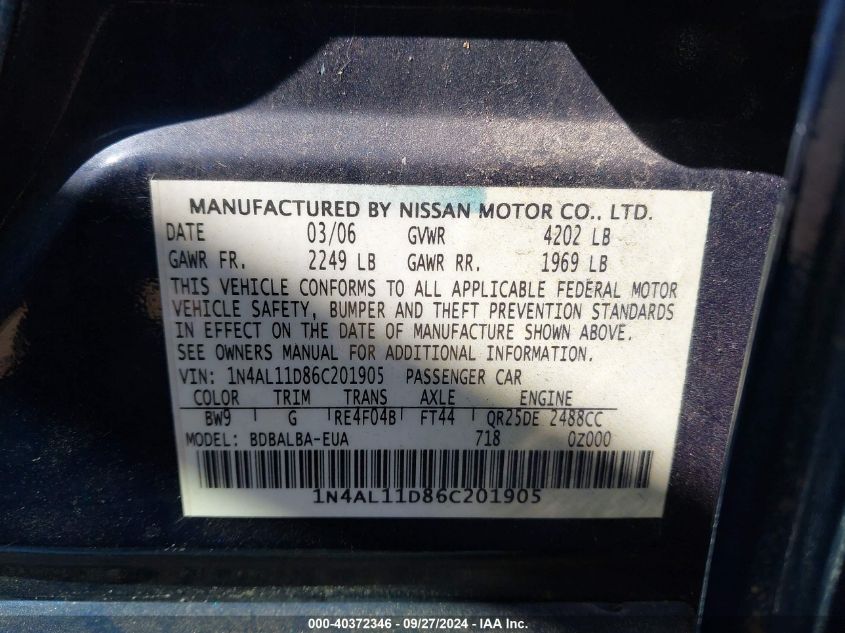 MANUFACTURED BY NISSAN MOTOR CO., LTD.
DATE 03/06 GVWR 4202 LB
GAWR FR. 2249 LB GAWR RR. 1969 LB
THIS VEHICLE CONFORMS TO ALL APPLICABLE FEDERAL MOTOR
VEHICLE SAFETY, BUMPER AND THEFT PREVENTION STANDARDS
IN EFFECT ON THE DATE OF MANUFACTURE SHOWN ABOVE.
SEE OWNERS MANUAL FOR ADDITIONAL INFORMATION.
VIN: 1N4AL11D86C201905 PASSENGER CAR
COLOR TRIM TRANS AXLE ENGINE
BW9 G RE4F04B FT44 QR25DE 2488CC
MODEL: BDBALBA-EUA 718 0Z000
1N4AL11D86C201905
000-40372346 - 09/27/2024 - IAA Inc.